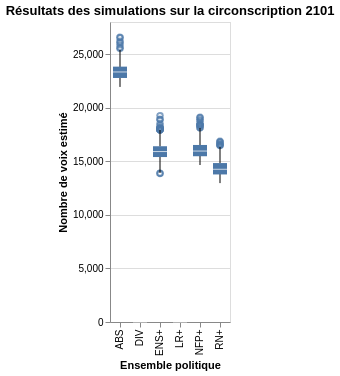 Résultats des simulations sur la circonscription 2101
Nombre de voix estimé
25,000
20,000
15,000
10,000
5,000
0
ABS
DIV
ENS+
LR+
NFP+
RN+
Ensemble politique